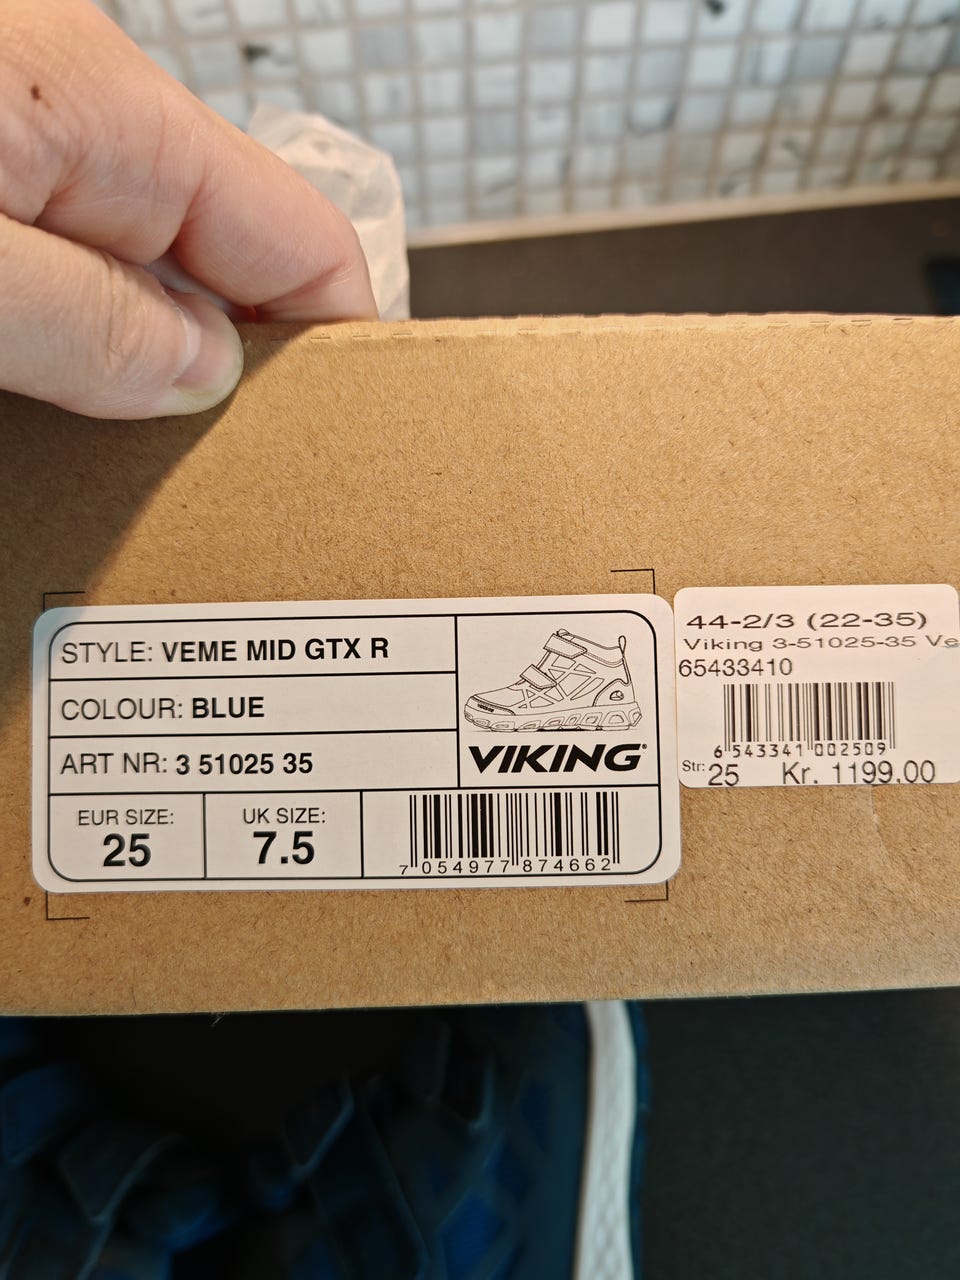 STYLE: VEME MID GTX R
COLOUR: BLUE
ART NR: 3 51025 35
VIKING
EUR SIZE:
25
UK SIZE:
7.5
7 054977 874662
44-2/3 (22-35)
Viking 3-51025-35 Ve
65433410
6 543341 002509
Str: 25 Kr. 1199,00